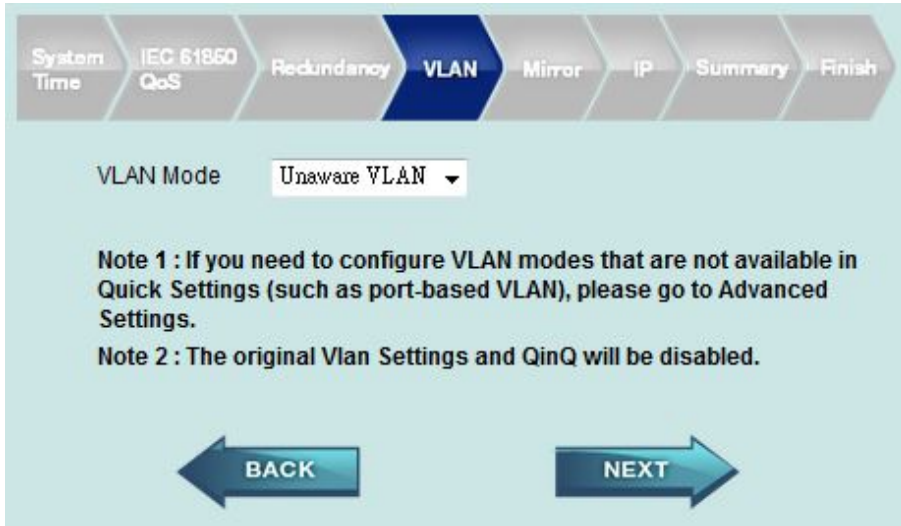 System Time
IEC 61850 QoS
Redundancy
VLAN
Mirror
IP
Summary
Finish
VLAN Mode
Unaware VLAN
Note 1 : If you need to configure VLAN modes that are not available in
Quick Settings (such as port-based VLAN), please go to Advanced
Settings.
Note 2 : The original Vlan Settings and QinQ will be disabled.
BACK
NEXT